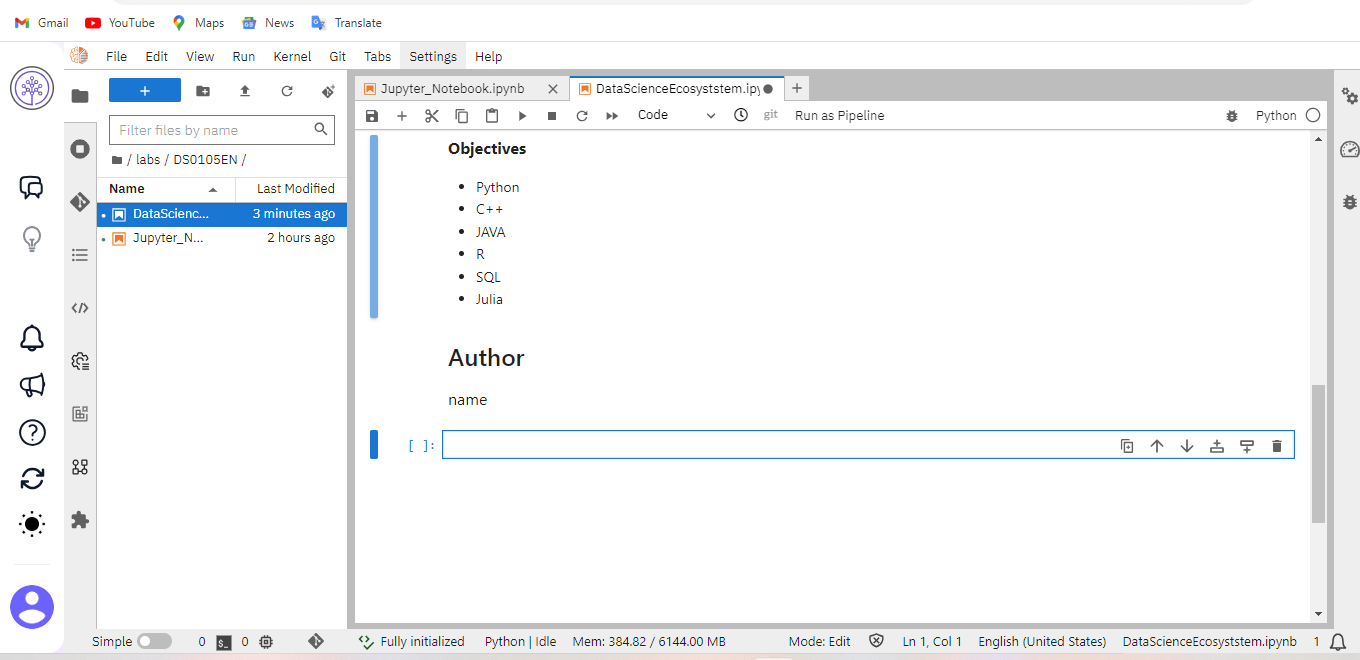 Gmail YouTube Maps News Translate
File Edit View Run Kernel Git Tabs Settings Help
+
Filter files by name
/ labs / DS0105EN /
Name Last Modified
DataScienc... 3 minutes ago
Jupyter_N... 2 hours ago
Jupyter_Notebook.ipynb DataScienceEcosyststem.ipy +
Code git Run as Pipeline Python
Objectives
• Python
• C++
• JAVA
• R
• SQL
• Julia
Author
name
[ ]:
Simple 0 $_ 0 Fully initialized Python | Idle Mem: 384.82 / 6144.00 MB Mode: Edit Ln 1, Col 1 English (United States) DataScienceEcosyststem.ipynb 1